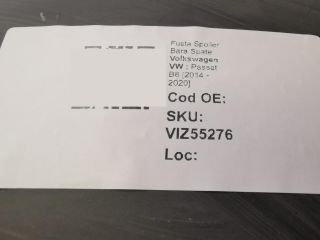 Fusta Spoiler
Bara Spate
Volkswagen
VW : Passat
B8 [2014 -
2020]
Cod OE:
SKU:
VIZ55276
Loc: